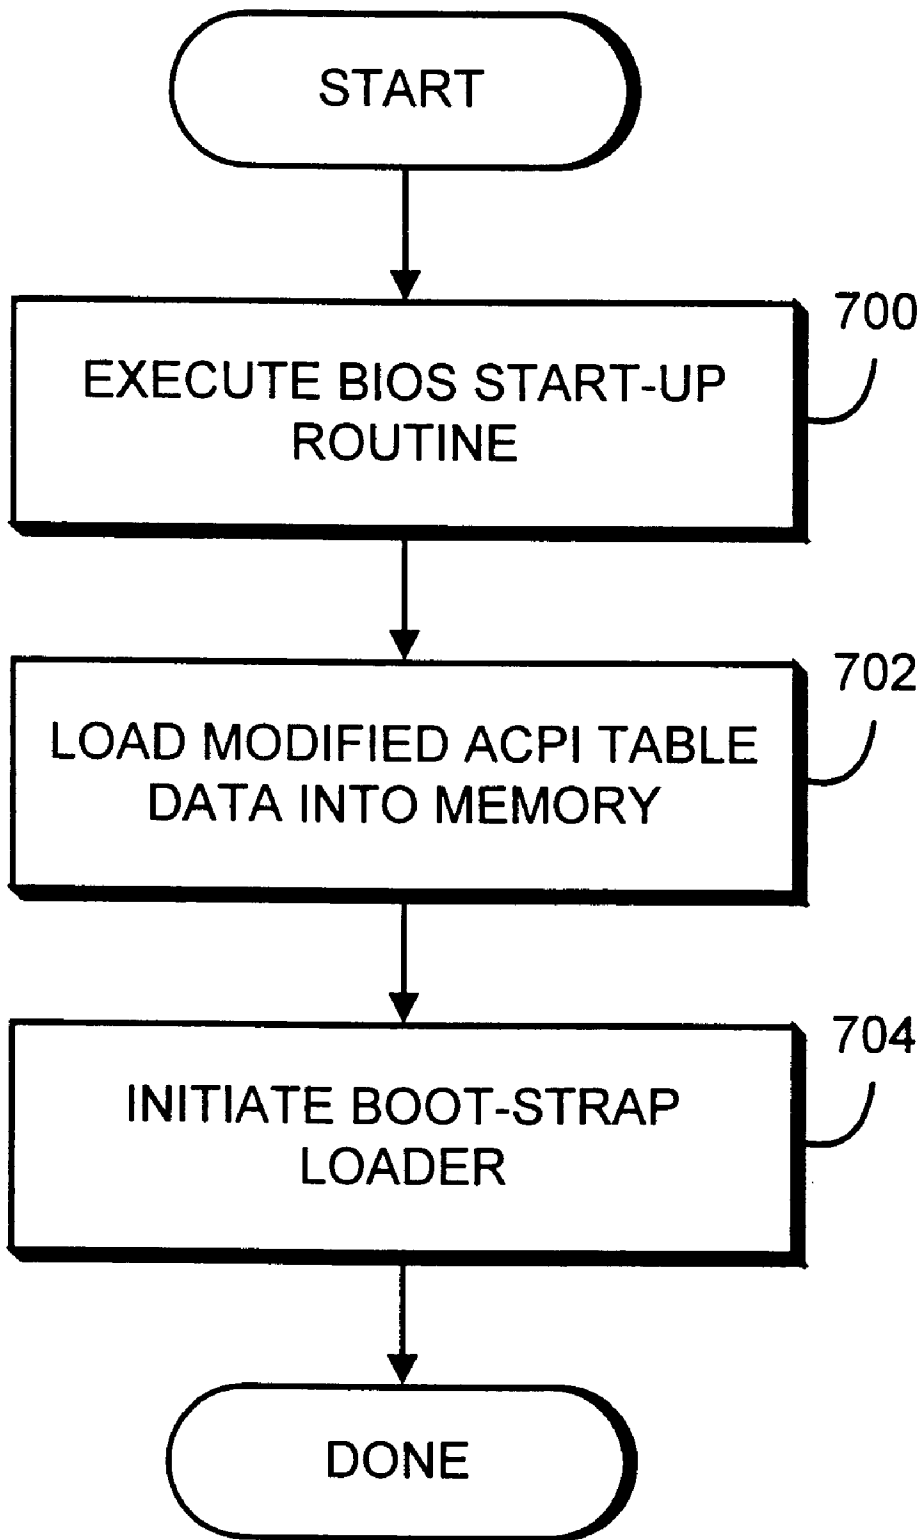 START
700
EXECUTE BIOS START-UP
ROUTINE
702
LOAD MODIFIED ACPI TABLE
DATA INTO MEMORY
704
INITIATE BOOT-STRAP
LOADER
DONE